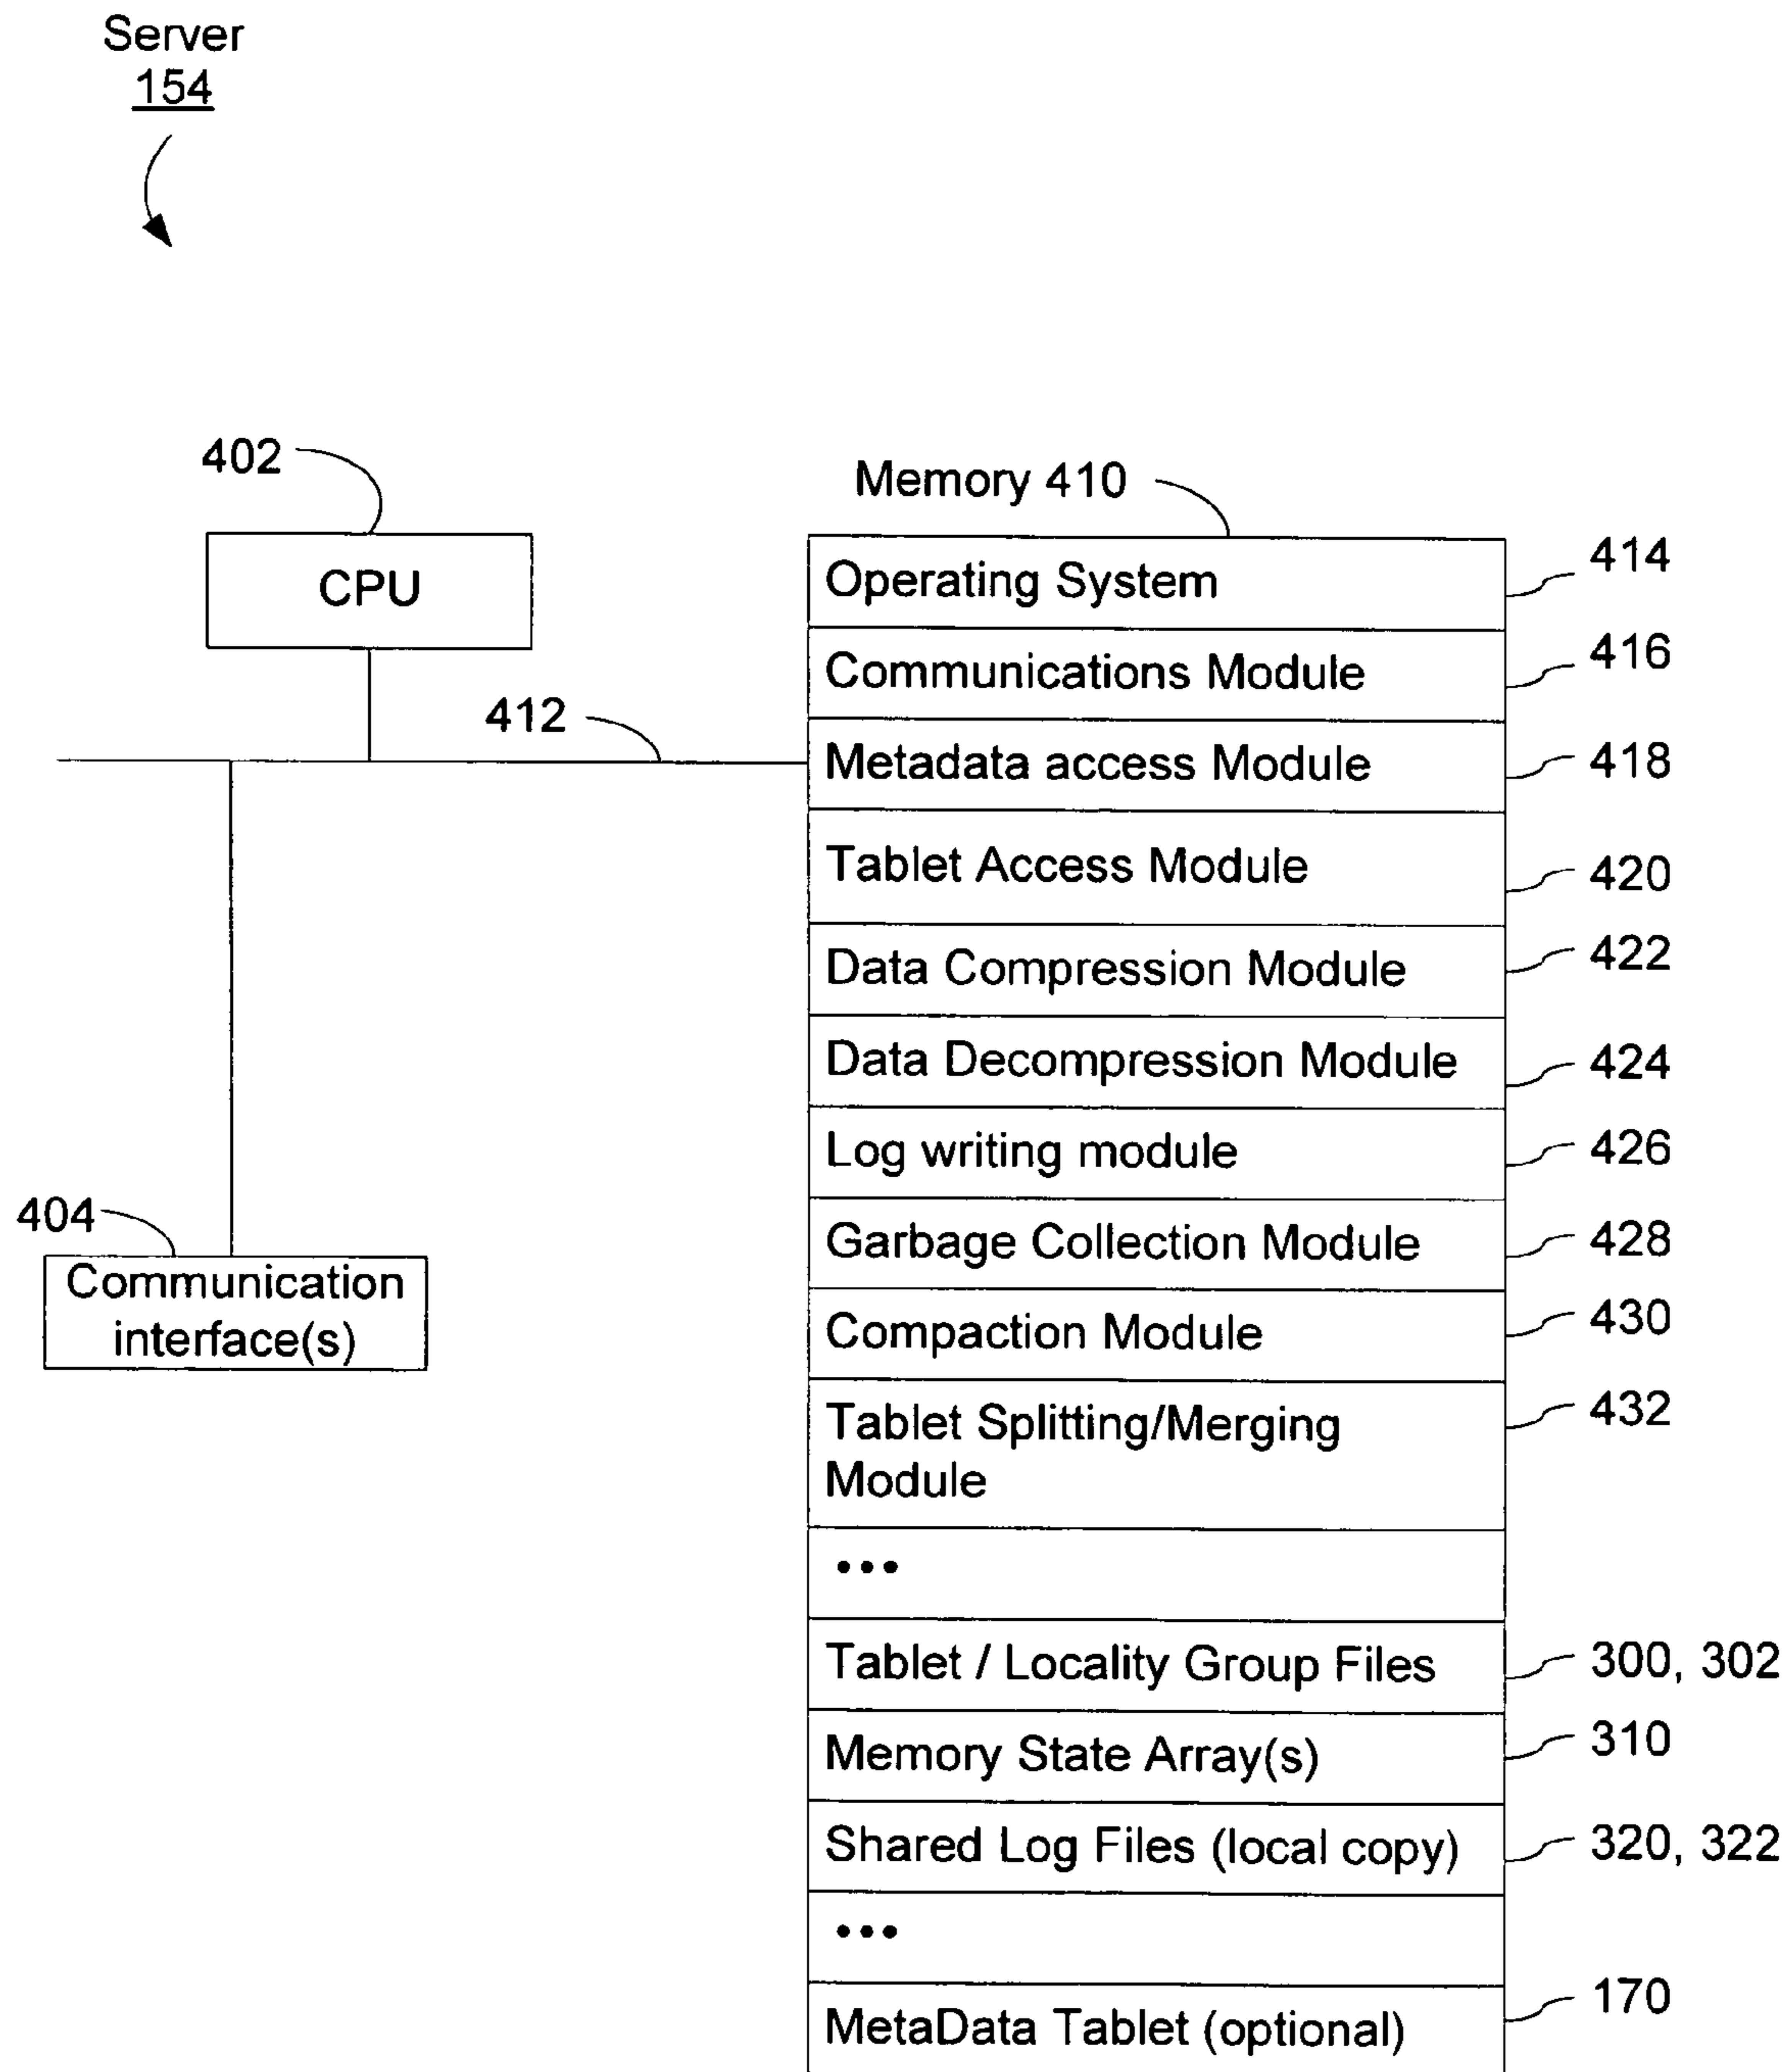 Server
154
402
Memory 410
CPU
412
404
Communication
interface(s)
Operating System
414
Communications Module
416
Metadata access Module
418
Tablet Access Module
420
Data Compression Module
422
Data Decompression Module
424
Log writing module
426
Garbage Collection Module
428
Compaction Module
430
Tablet Splitting/Merging
Module
432
•••
Tablet / Locality Group Files
300, 302
Memory State Array(s)
310
Shared Log Files (local copy)
320, 322
•••
MetaData Tablet (optional)
170